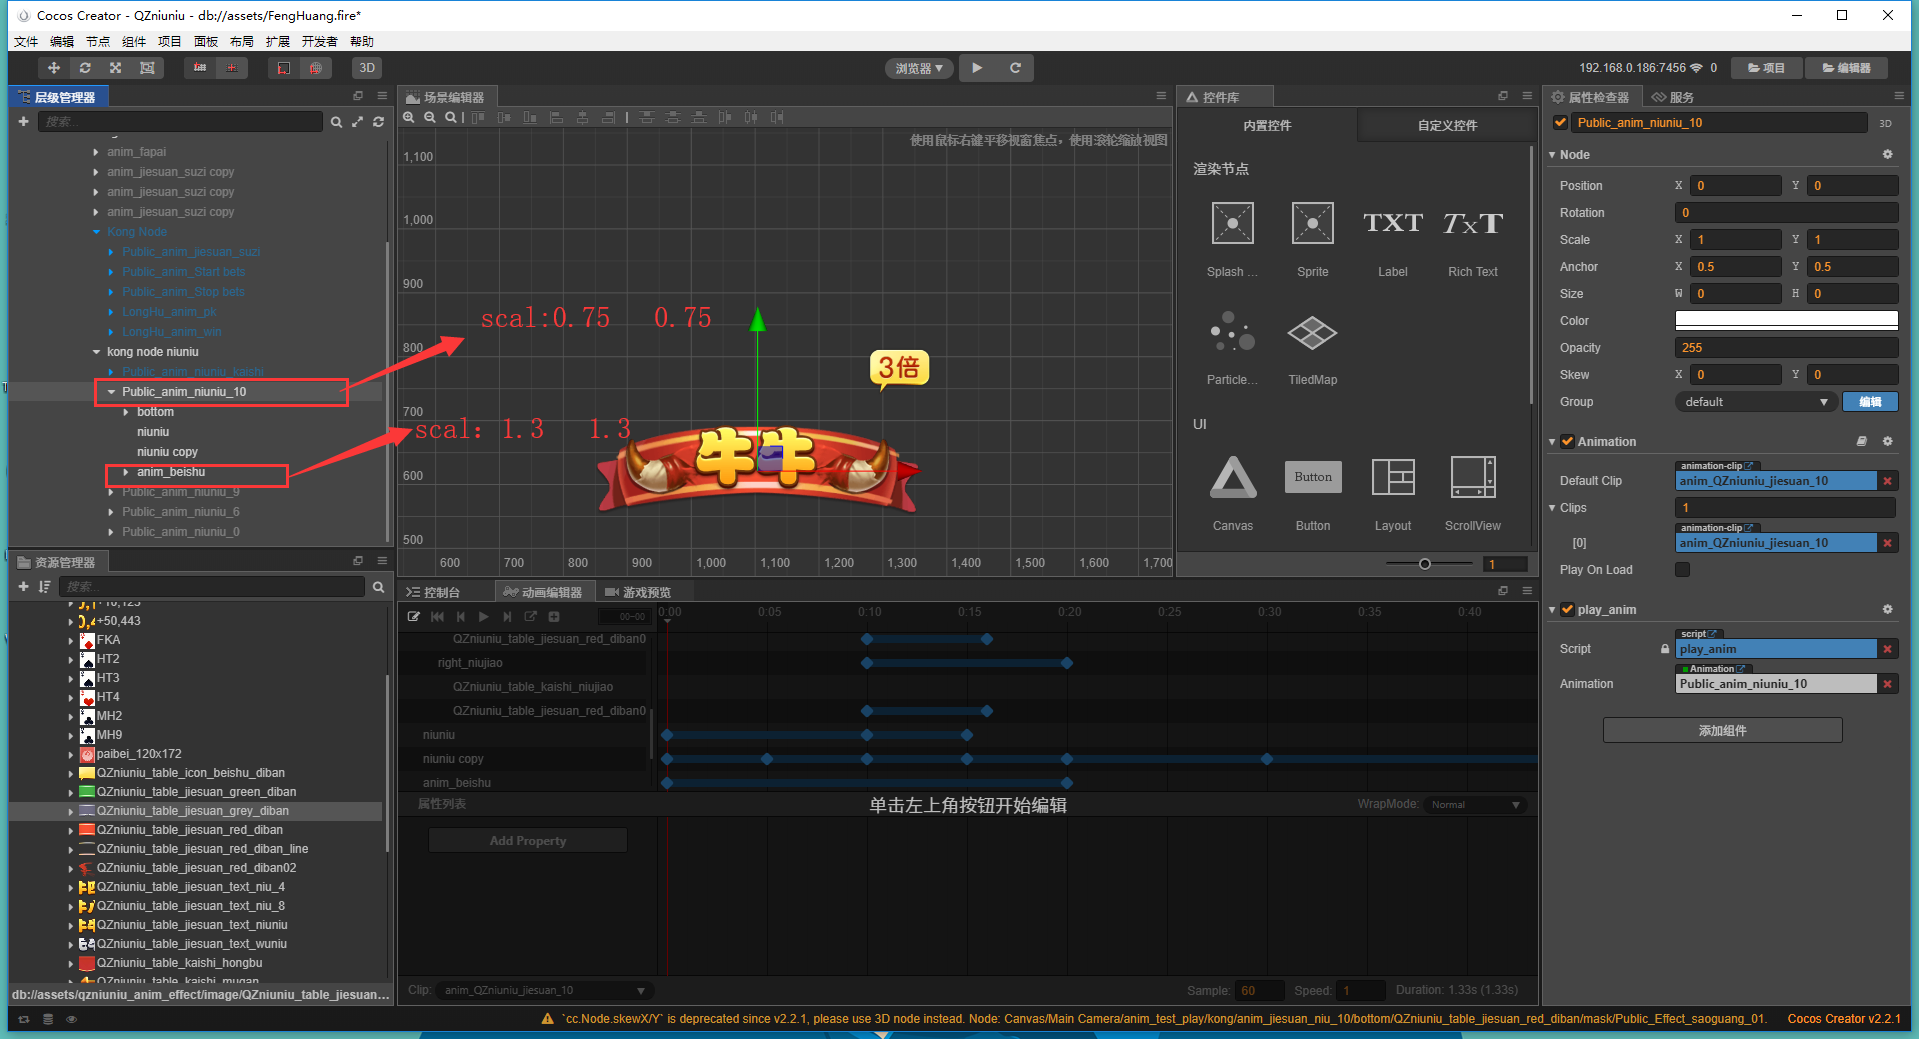 Cocos Creator - QZniuniu - db://assets/FengHuang.fire*
文件 编辑 节点 组件 项目 面板 布局 扩展 开发者 帮助
3D
浏览器 ▼
192.168.0.186:7456 0
项目
编辑器
层级管理器
搜索...
anim_fapai
anim_jiesuan_suzi copy
anim_jiesuan_suzi copy
anim_jiesuan_suzi copy
Kong Node
Public_anim_jiesuan_suzi
Public_anim_Start bets
Public_anim_Stop bets
LongHu_anim_pk
LongHu_anim_win
kong node niuniu
Public_anim_niuniu_kaishi
Public_anim_niuniu_10
bottom
niuniu
niuniu copy
anim_beishu
Public_anim_niuniu_9
Public_anim_niuniu_6
Public_anim_niuniu_0
场景编辑器
使用鼠标右键平移视窗焦点，使用滚轮缩放视图
1,100
1,000
900
800
700
600
500
600 700 800 900 1,000 1,100 1,200 1,300 1,400 1,500 1,600 1,700
scal:0.75 0.75
scal: 1.3 1.3
3倍
牛牛
控件库
内置控件 自定义控件
渲染节点
TXT TxT
Splash ... Sprite Label Rich Text
Particle... TiledMap
UI
Button
Canvas Button Layout ScrollView
1
属性检查器 服务
Public_anim_niuniu_10 3D
Node
Position X 0 Y 0
Rotation 0
Scale X 1 Y 1
Anchor X 0.5 Y 0.5
Size W 0 H 0
Color
Opacity 255
Skew X 0 Y 0
Group default 编辑
Animation
animation-clip
Default Clip anim_QZniuniu_jiesuan_10
Clips 1
animation-clip
[0] anim_QZniuniu_jiesuan_10
Play On Load
play_anim
script
Script play_anim
Animation
Animation Public_anim_niuniu_10
添加组件
资源管理器
搜索...
+10,123
+50,443
FKA
HT2
HT3
HT4
MH2
MH9
paibei_120x172
QZniuniu_table_icon_beishu_diban
QZniuniu_table_jiesuan_green_diban
QZniuniu_table_jiesuan_grey_diban
QZniuniu_table_jiesuan_red_diban
QZniuniu_table_jiesuan_red_diban_line
QZniuniu_table_jiesuan_red_diban02
QZniuniu_table_jiesuan_text_niu_4
QZniuniu_table_jiesuan_text_niu_8
QZniuniu_table_jiesuan_text_niuniu
QZniuniu_table_jiesuan_text_wuniu
QZniuniu_table_kaishi_hongbu
QZniuniu_table_kaishi_mugan
db://assets/qzniuniu_anim_effect/image/QZniuniu_table_jiesuan...
控制台 动画编辑器 游戏预览
00-00
0:00 0:05 0:10 0:15 0:20 0:25 0:30 0:35 0:40
QZniuniu_table_jiesuan_red_diban0
right_niujiao
QZniuniu_table_kaishi_niujiao
QZniuniu_table_jiesuan_red_diban0
niuniu
niuniu copy
anim_beishu
属性列表
单击左上角按钮开始编辑
WrapMode: Normal
Add Property
Clip: anim_QZniuniu_jiesuan_10
Sample: 60 Speed: 1 Duration: 1.33s (1.33s)
`cc.Node.skewX/Y` is deprecated since v2.2.1, please use 3D node instead. Node: Canvas/Main Camera/anim_test_play/kong/anim_jiesuan_niu_10/bottom/QZniuniu_table_jiesuan_red_diban/mask/Public_Effect_saoguang_01.
Cocos Creator v2.2.1